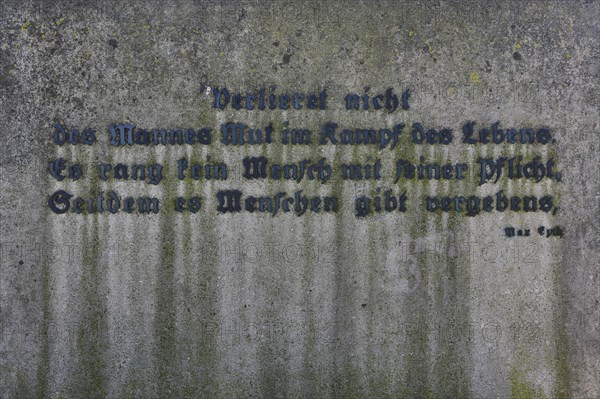 Verlieret nicht
des Mannes Mut im Kampf des Lebens.
Es rang kein Mensch mit seiner Pflicht,
Seitdem es Menschen gibt vergebens,
Max Eyth